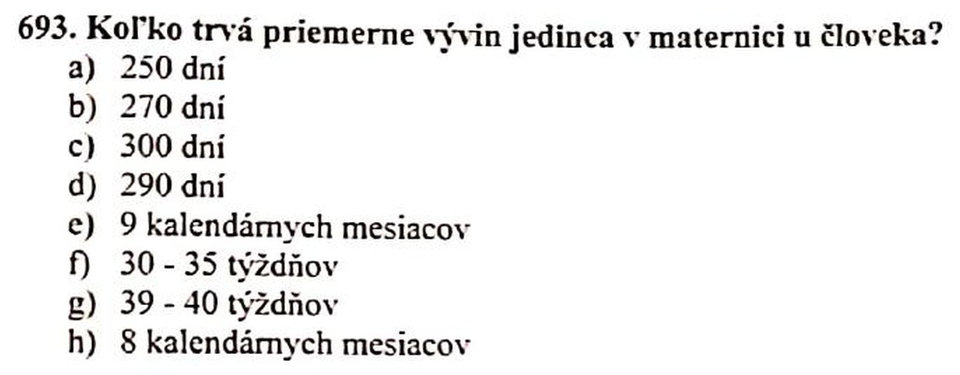 693. Koľko trvá priemerne vývin jedinca v maternici u človeka?
a) 250 dní
b) 270 dní
c) 300 dní
d) 290 dní
e) 9 kalendárnych mesiacov
f) 30 - 35 týždňov
g) 39 - 40 týždňov
h) 8 kalendárnych mesiacov